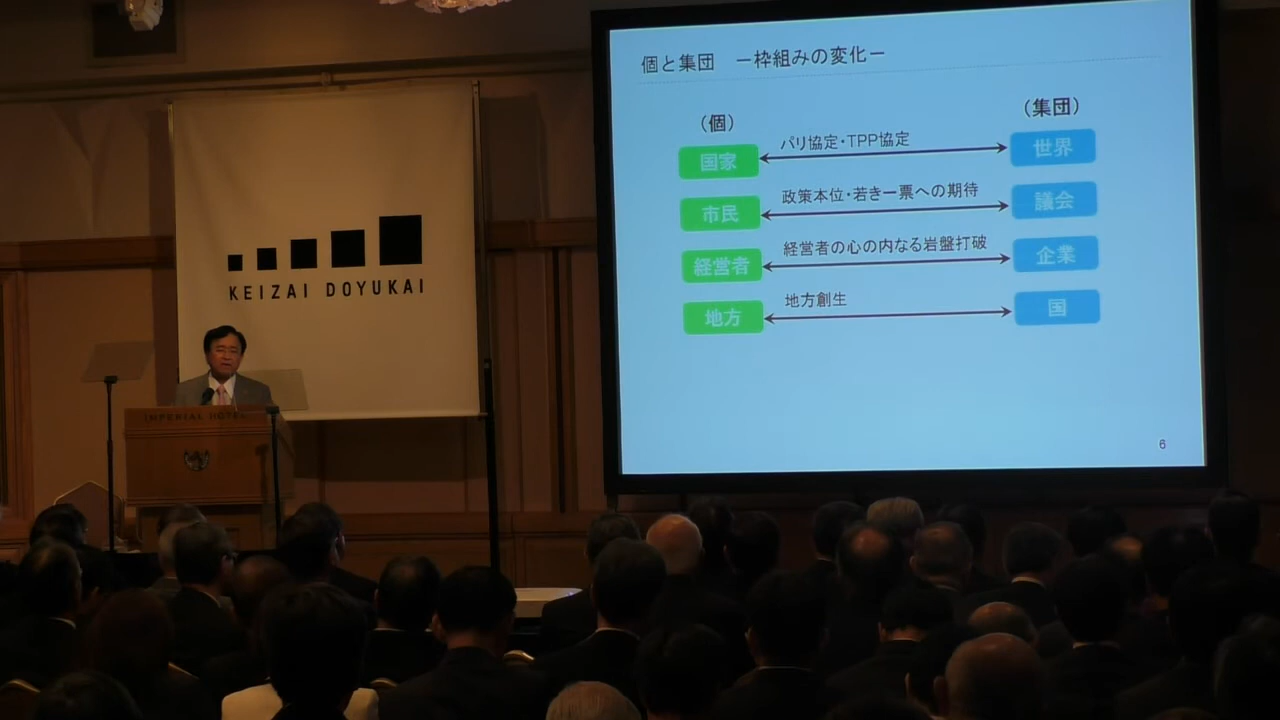 個と集団 －枠組みの変化－
（個）
（集団）
国家
パリ協定・TPP協定
世界
市民
政策本位・若き一票への期待
議会
経営者
経営者の心の内なる岩盤打破
企業
地方
地方創生
国
6
KEIZAI DOYUKAI
IMPERIAL HOTEL